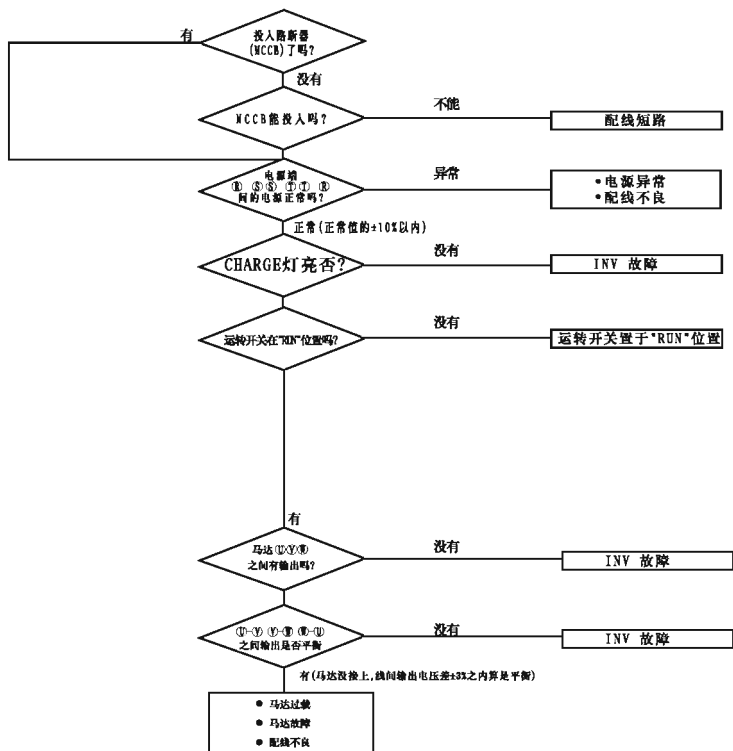 投入路断器
(MCCB)了吗?
有
没有
MCCB能投入吗?
不能
配线短路
电源端
Ⓡ ⓈⓈ ⓉⓉ Ⓡ
间的电源正常吗?
异常
•电源异常
•配线不良
正常(正常值的±10%以内)
CHARGE灯亮否?
没有
INV 故障
运转开关在"RUN"位置吗?
没有
运转开关置于"RUN"位置
有
马达ⓊⓋⓌ
之间有输出吗?
没有
INV 故障
Ⓤ-Ⓥ Ⓥ-Ⓦ Ⓦ-Ⓤ
之间输出是否平衡
没有
INV 故障
有(马达没接上,线间输出电压差±3%之内算是平衡)
• 马达过载
• 马达故障
• 配线不良